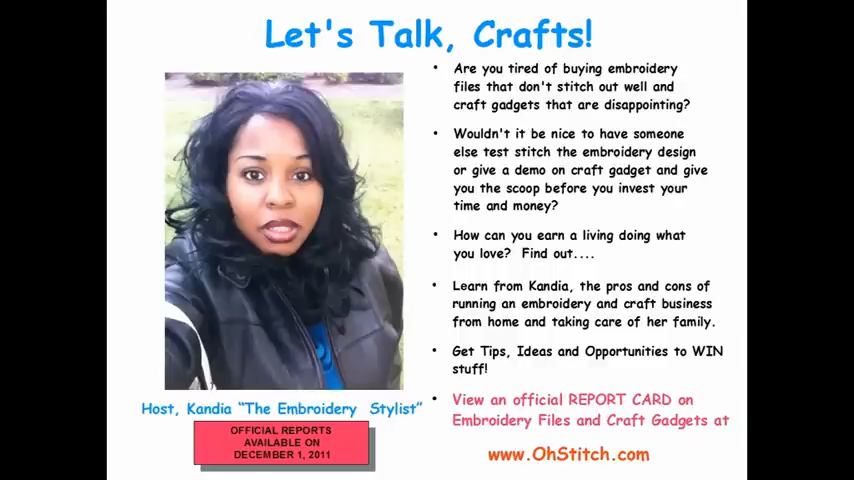 Let's Talk, Crafts!
• Are you tired of buying embroidery
files that don't stitch out well and
craft gadgets that are disappointing?
• Wouldn't it be nice to have someone
else test stitch the embroidery design
or give a demo on craft gadget and give
you the scoop before you invest your
time and money?
• How can you earn a living doing what
you love? Find out....
• Learn from Kandia, the pros and cons of
running an embroidery and craft business
from home and taking care of her family.
• Get Tips, Ideas and Opportunities to WIN
stuff!
• View an official REPORT CARD on
Embroidery Files and Craft Gadgets at
www.OhStitch.com
Host, Kandia "The Embroidery Stylist"
OFFICIAL REPORTS
AVAILABLE ON
DECEMBER 1, 2011